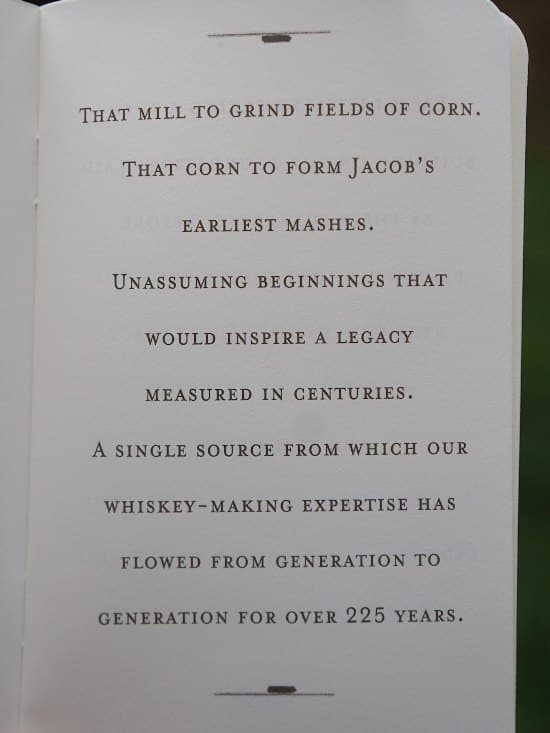 That mill to grind fields of corn.
That corn to form Jacob's
earliest mashes.
Unassuming beginnings that
would inspire a legacy
measured in centuries.
A single source from which our
whiskey-making expertise has
flowed from generation to
generation for over 225 years.